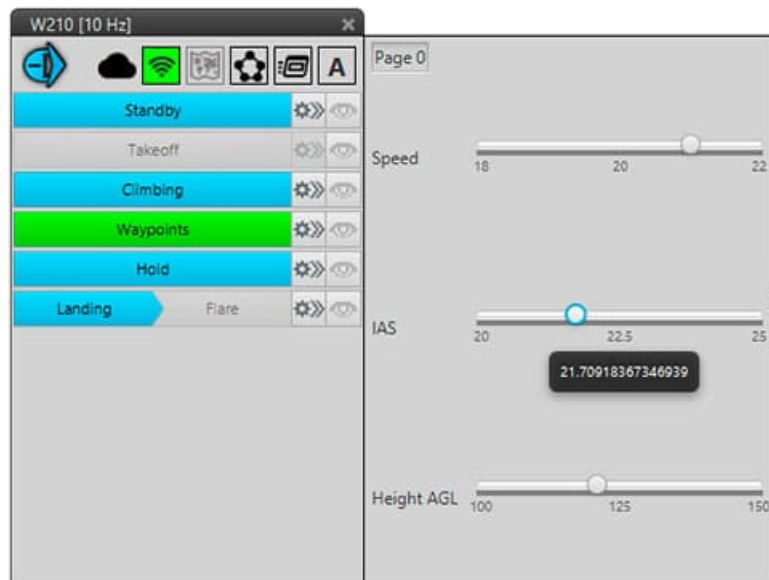 W210 [10 Hz]
A
Standby
Takeoff
Climbing
Waypoints
Hold
Landing Flare
Page 0
Speed
18 20 22
IAS
20 22.5 25
21.70918367346939
Height AGL
100 125 150